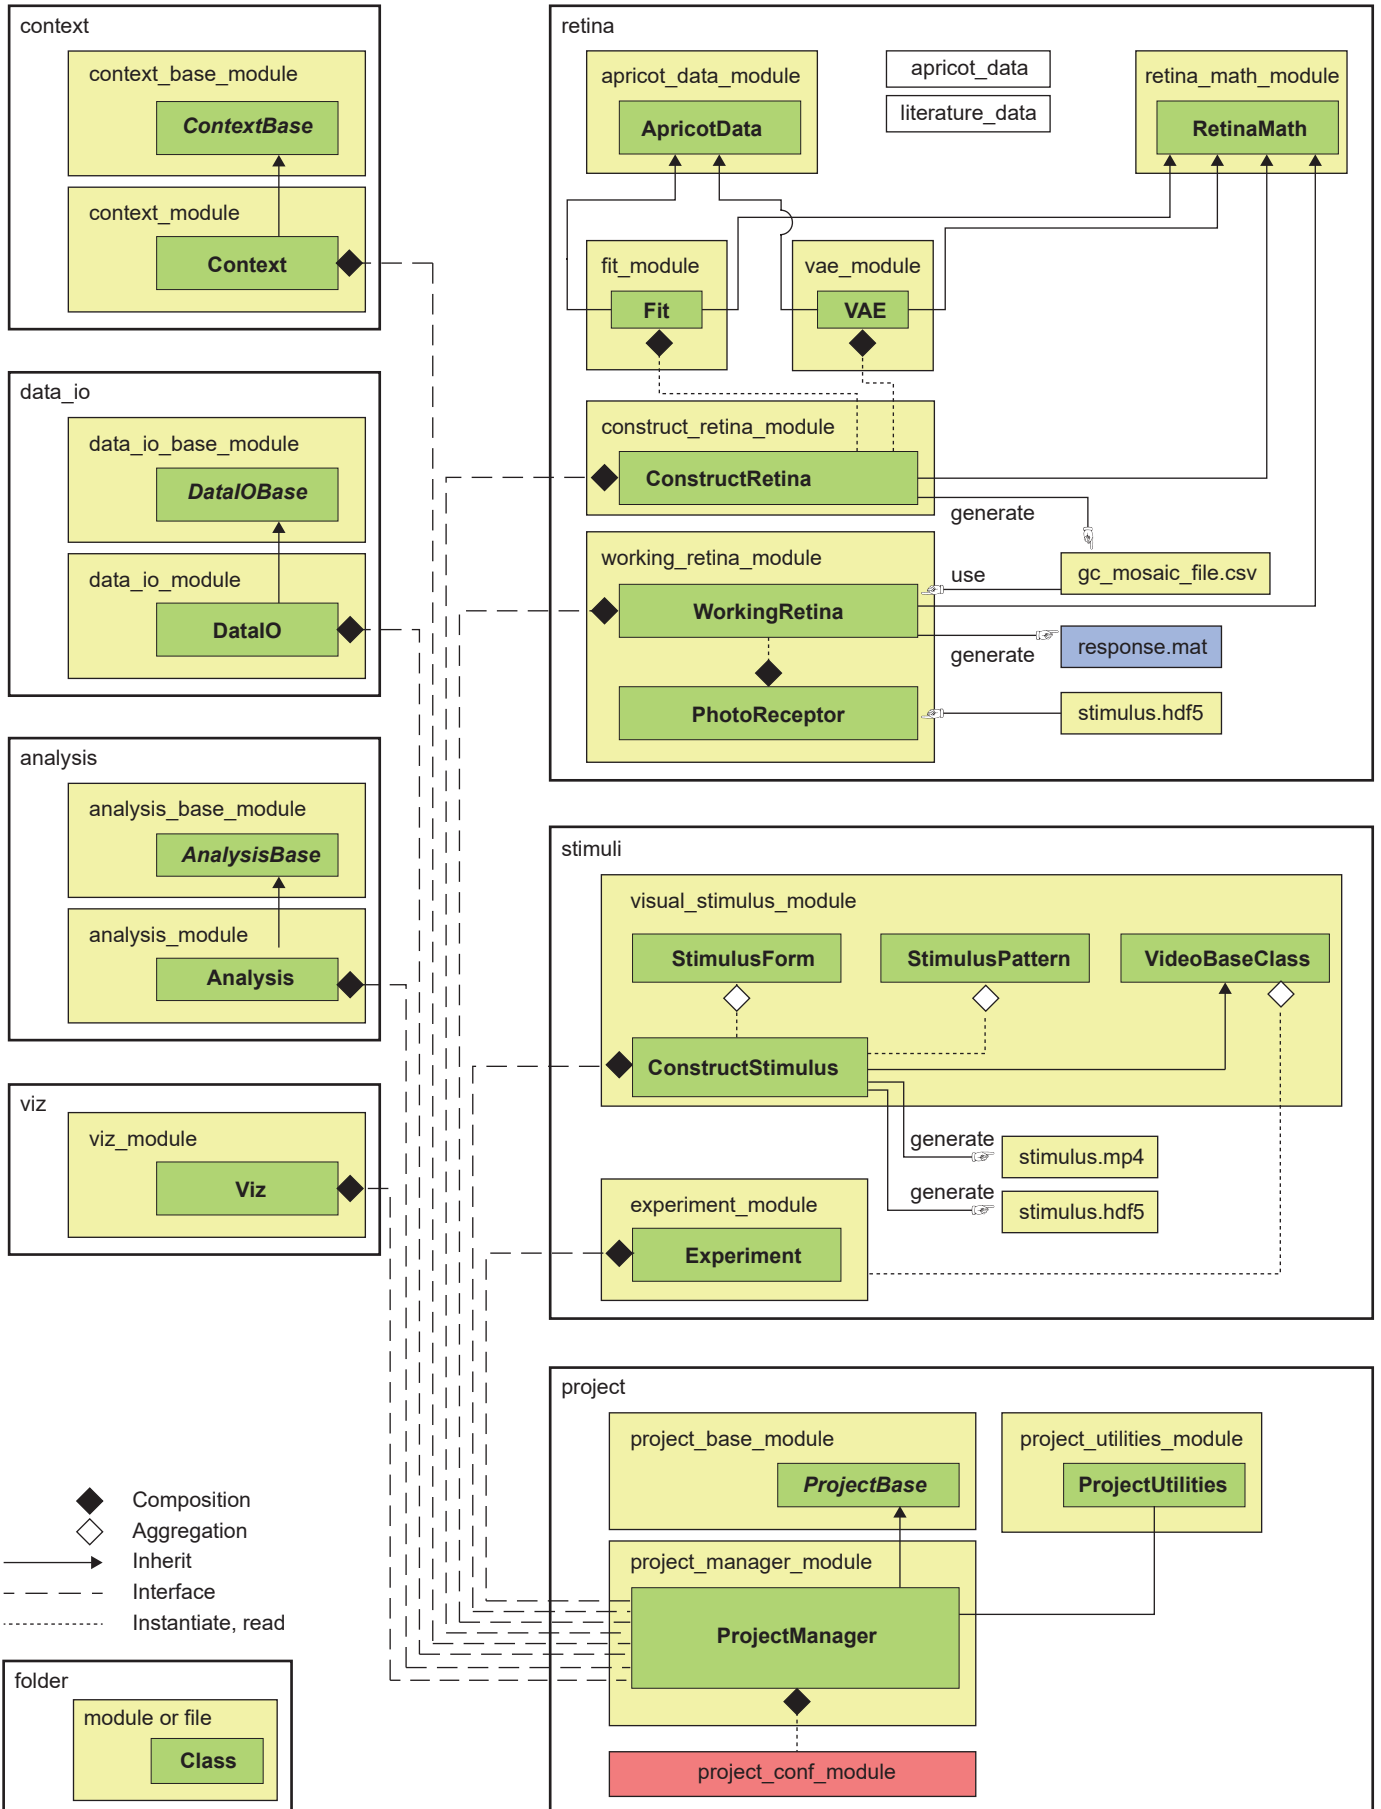 context
context_base_module
ContextBase
context_module
Context
data_io
data_io_base_module
DataIOBase
data_io_module
DataIO
analysis
analysis_base_module
AnalysisBase
analysis_module
Analysis
viz
viz_module
Viz
Composition
Aggregation
Inherit
Interface
Instantiate, read
folder
module or file
Class
retina
apricot_data_module
ApricotData
apricot_data
literature_data
retina_math_module
RetinaMath
fit_module
Fit
vae_module
VAE
construct_retina_module
ConstructRetina
generate
gc_mosaic_file.csv
working_retina_module
use
WorkingRetina
generate
response.mat
PhotoReceptor
stimulus.hdf5
stimuli
visual_stimulus_module
StimulusForm
StimulusPattern
VideoBaseClass
ConstructStimulus
generate
stimulus.mp4
generate
stimulus.hdf5
experiment_module
Experiment
project
project_base_module
ProjectBase
project_utilities_module
ProjectUtilities
project_manager_module
ProjectManager
project_conf_module